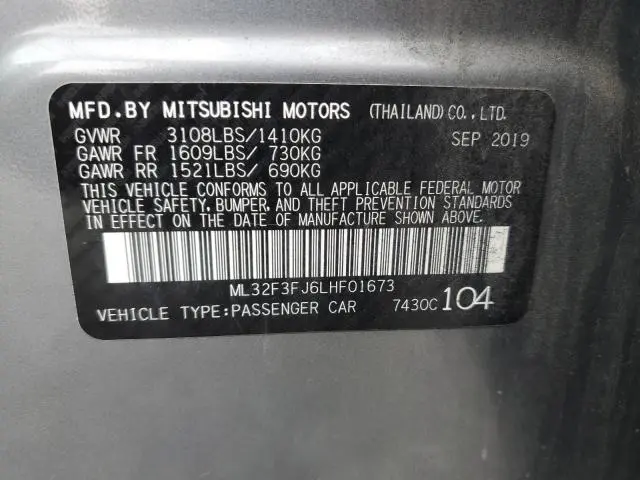 MFD.BY MITSUBISHI MOTORS (THAILAND)CO.,LTD.
GVWR 3108LBS/1410KG SEP 2019
GAWR FR 1609LBS/ 730KG
GAWR RR 1521LBS/ 690KG
THIS VEHICLE CONFORMS TO ALL APPLICABLE FEDERAL MOTOR
VEHICLE SAFETY, BUMPER, AND THEFT PREVENTION STANDARDS
IN EFFECT ON THE DATE OF MANUFACTURE SHOWN ABOVE.
ML32F3FJ6LHF01673
VEHICLE TYPE:PASSENGER CAR 7430C 104